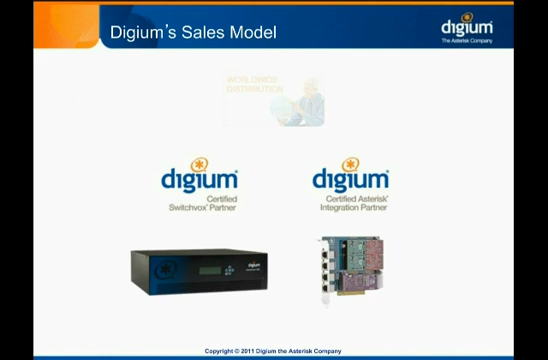 Digium's Sales Model
digium
The Asterisk Company
WORLDWIDE
DISTRIBUTION
digium
Certified
Switchvox Partner
digium
Certified Asterisk
Integration Partner
digium
Copyright © 2011 Digium the Asterisk Company